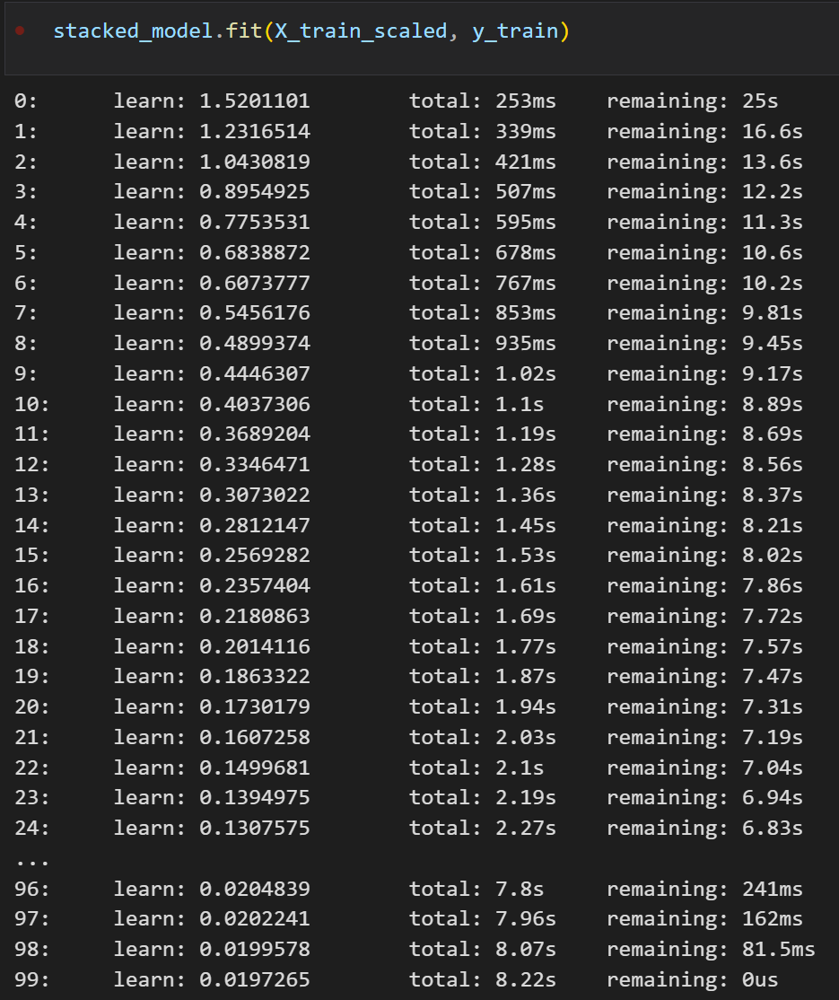 stacked_model.fit(X_train_scaled, y_train)
0: learn: 1.5201101 total: 253ms remaining: 25s
1: learn: 1.2316514 total: 339ms remaining: 16.6s
2: learn: 1.0430819 total: 421ms remaining: 13.6s
3: learn: 0.8954925 total: 507ms remaining: 12.2s
4: learn: 0.7753531 total: 595ms remaining: 11.3s
5: learn: 0.6838872 total: 678ms remaining: 10.6s
6: learn: 0.6073777 total: 767ms remaining: 10.2s
7: learn: 0.5456176 total: 853ms remaining: 9.81s
8: learn: 0.4899374 total: 935ms remaining: 9.45s
9: learn: 0.4446307 total: 1.02s remaining: 9.17s
10: learn: 0.4037306 total: 1.1s remaining: 8.89s
11: learn: 0.3689204 total: 1.19s remaining: 8.69s
12: learn: 0.3346471 total: 1.28s remaining: 8.56s
13: learn: 0.3073022 total: 1.36s remaining: 8.37s
14: learn: 0.2812147 total: 1.45s remaining: 8.21s
15: learn: 0.2569282 total: 1.53s remaining: 8.02s
16: learn: 0.2357404 total: 1.61s remaining: 7.86s
17: learn: 0.2180863 total: 1.69s remaining: 7.72s
18: learn: 0.2014116 total: 1.77s remaining: 7.57s
19: learn: 0.1863322 total: 1.87s remaining: 7.47s
20: learn: 0.1730179 total: 1.94s remaining: 7.31s
21: learn: 0.1607258 total: 2.03s remaining: 7.19s
22: learn: 0.1499681 total: 2.1s remaining: 7.04s
23: learn: 0.1394975 total: 2.19s remaining: 6.94s
24: learn: 0.1307575 total: 2.27s remaining: 6.83s
...
96: learn: 0.0204839 total: 7.8s remaining: 241ms
97: learn: 0.0202241 total: 7.96s remaining: 162ms
98: learn: 0.0199578 total: 8.07s remaining: 81.5ms
99: learn: 0.0197265 total: 8.22s remaining: 0us